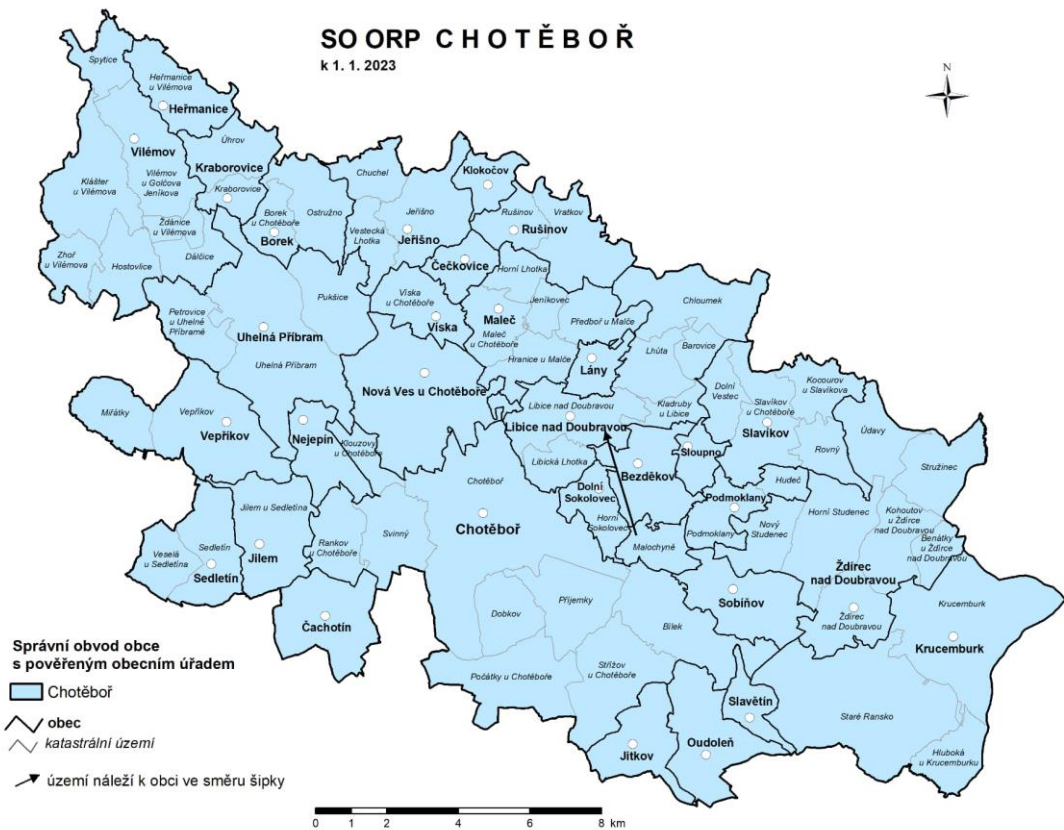 SO ORP CHOTĚBOŘ
k 1. 1. 2023
N
Spytice
Heřmanice
u Vilémova
Heřmanice
Vilémov
Úhrov
Kraborovice
Klášter
u Vilémova
Vilémov
u Golčova
Jeníkova
Kraborovice
Ždánice
u Vilémova
Zhoř
u Vilémova
Hostovlice
Dálčice
Borek
u Chotěboře
Borek
Ostružno
Chuchel
Vestecká
Lhotka
Jeřišno
Jeřišno
Klokočov
Rušinov
Vratkov
Rušinov
Čečkovice
Horní Lhotka
Víska
u Chotěboře
Víska
Pukšice
Petrovice
u Uhelné
Příbramě
Uhelná Příbram
Uhelná Příbram
Maleč
Maleč
u Chotěboře
Jeníkovec
Předboř u Malče
Hranice u Malče
Lány
Chloumek
Lhůta
Barovice
Nová Ves u Chotěboře
Miřátky
Vepříkov
Vepříkov
Nejepín
Klouzovy
u Chotěboře
Libice nad Doubravou
Libice nad Doubravou
Kladruby
u Libice
Dolní
Vestec
Slavíkov
u Chotěboře
Slavíkov
Kocourov
u Slavíkova
Rovný
Údavy
Stružinec
Libická Lhotka
Bezděkov
Sloupno
Dolní
Sokolovec
Horní
Sokolovec
Malochyně
Podmoklany
Podmoklany
Hudeč
Nový
Studenec
Horní Studenec
Kohoutov
u Ždírce
nad Doubravou
Benátky
u Ždírce
nad Doubravou
Chotěboř
Chotěboř
Jilem u Sedletína
Jilem
Rankov
u Chotěboře
Svinný
Veselá
u Sedletína
Sedletín
Sedletín
Čachotín
Dobkov
Příjemky
Bílek
Sobíňov
Ždírec
nad Doubravou
Ždírec
nad Doubravou
Krucemburk
Krucemburk
Počátky u Chotěboře
Střížov
u Chotěboře
Slavětín
Staré Ransko
Jitkov
Oudoleň
Hluboká
u Krucemburku
Správní obvod obce
s pověřeným obecním úřadem
Chotěboř
obec
katastrální území
území náleží k obci ve směru šipky
0 1 2 4 6 8 km